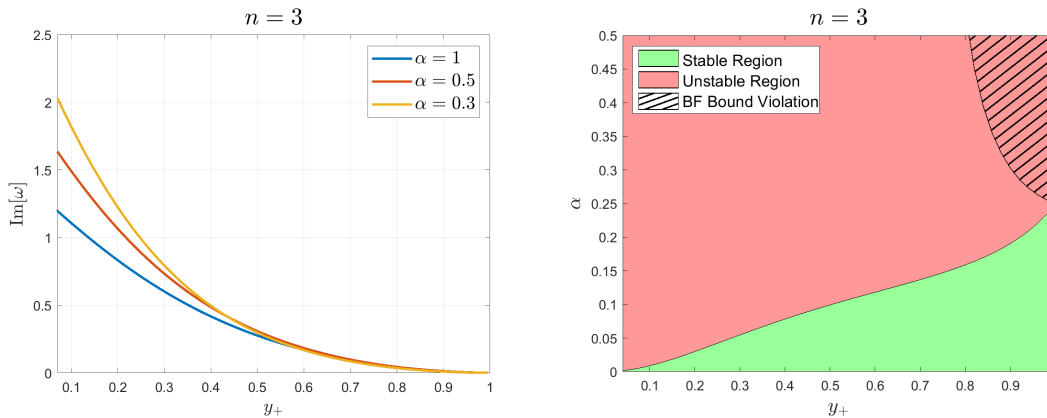 n = 3
2.5
2
1.5
1
0.5
0
Im[ω]
α = 1
α = 0.5
α = 0.3
0.1 0.2 0.3 0.4 0.5 0.6 0.7 0.8 0.9 1
y₊
n = 3
0.5
0.45
0.4
0.35
0.3
0.25
0.2
0.15
0.1
0.05
0
α
Stable Region
Unstable Region
BF Bound Violation
0.1 0.2 0.3 0.4 0.5 0.6 0.7 0.8 0.9
y₊